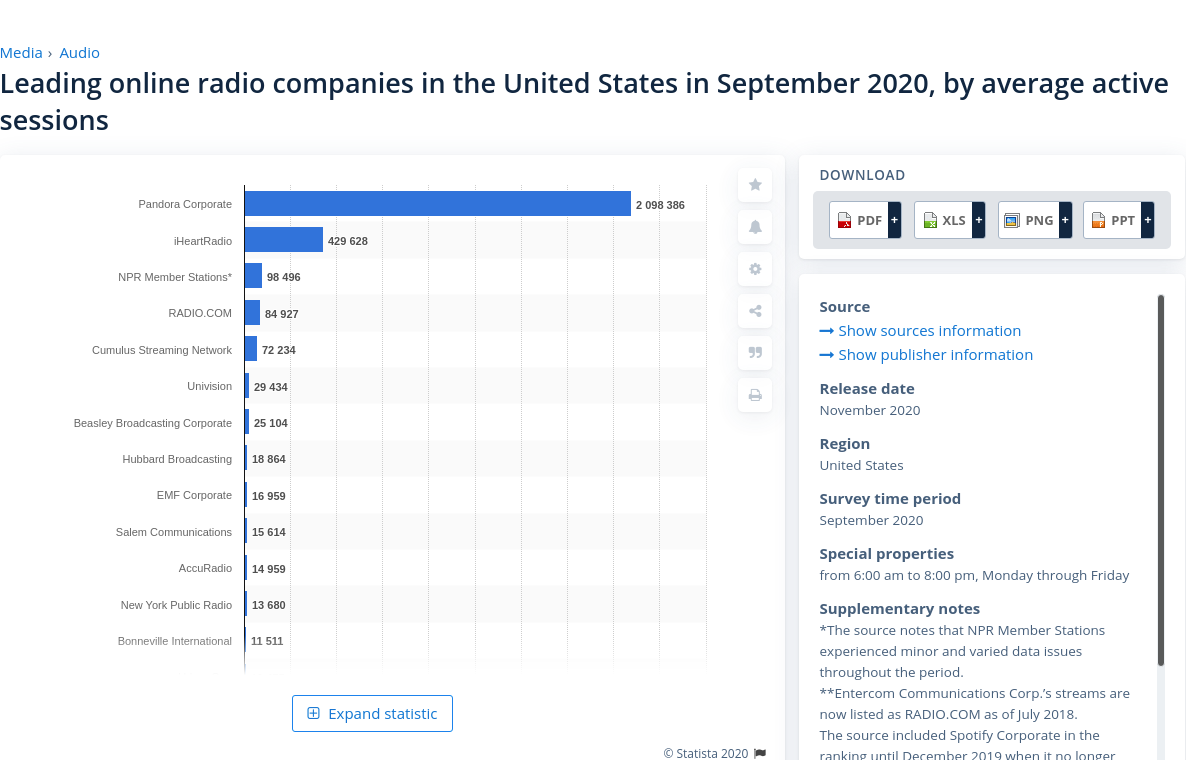 Media › Audio
Leading online radio companies in the United States in September 2020, by average active
sessions
Pandora Corporate 2 098 386
iHeartRadio 429 628
NPR Member Stations* 98 496
RADIO.COM 84 927
Cumulus Streaming Network 72 234
Univision 29 434
Beasley Broadcasting Corporate 25 104
Hubbard Broadcasting 18 864
EMF Corporate 16 959
Salem Communications 15 614
AccuRadio 14 959
New York Public Radio 13 680
Bonneville International 11 511
Expand statistic
© Statista 2020
DOWNLOAD
PDF + XLS + PNG + PPT +
Source
Show sources information
Show publisher information
Release date
November 2020
Region
United States
Survey time period
September 2020
Special properties
from 6:00 am to 8:00 pm, Monday through Friday
Supplementary notes
*The source notes that NPR Member Stations
experienced minor and varied data issues
throughout the period.
**Entercom Communications Corp.’s streams are
now listed as RADIO.COM as of July 2018.
The source included Spotify Corporate in the
ranking until December 2019 when it no longer